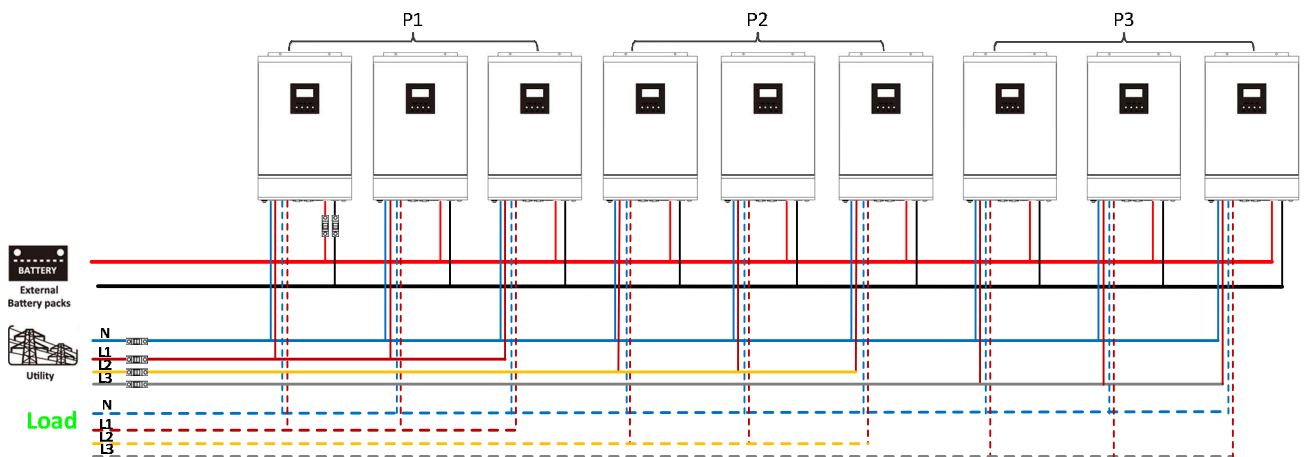 P1
P2
P3
BATTERY
External
Battery packs
N
L1
L2
L3
Utility
Load
N
L1
L2
L3